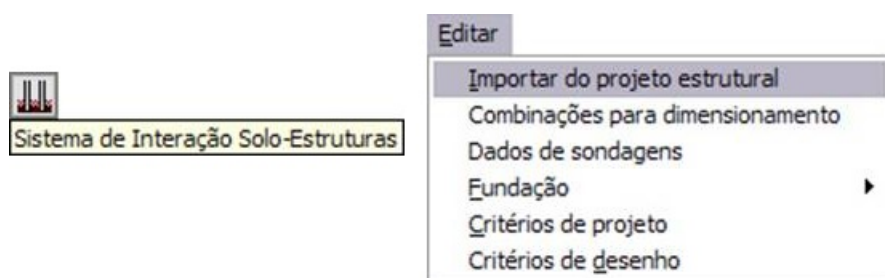 Sistema de Interação Solo-Estruturas
Editar
Importar do projeto estrutural
Combinações para dimensionamento
Dados de sondagens
Fundação
Critérios de projeto
Critérios de desenho